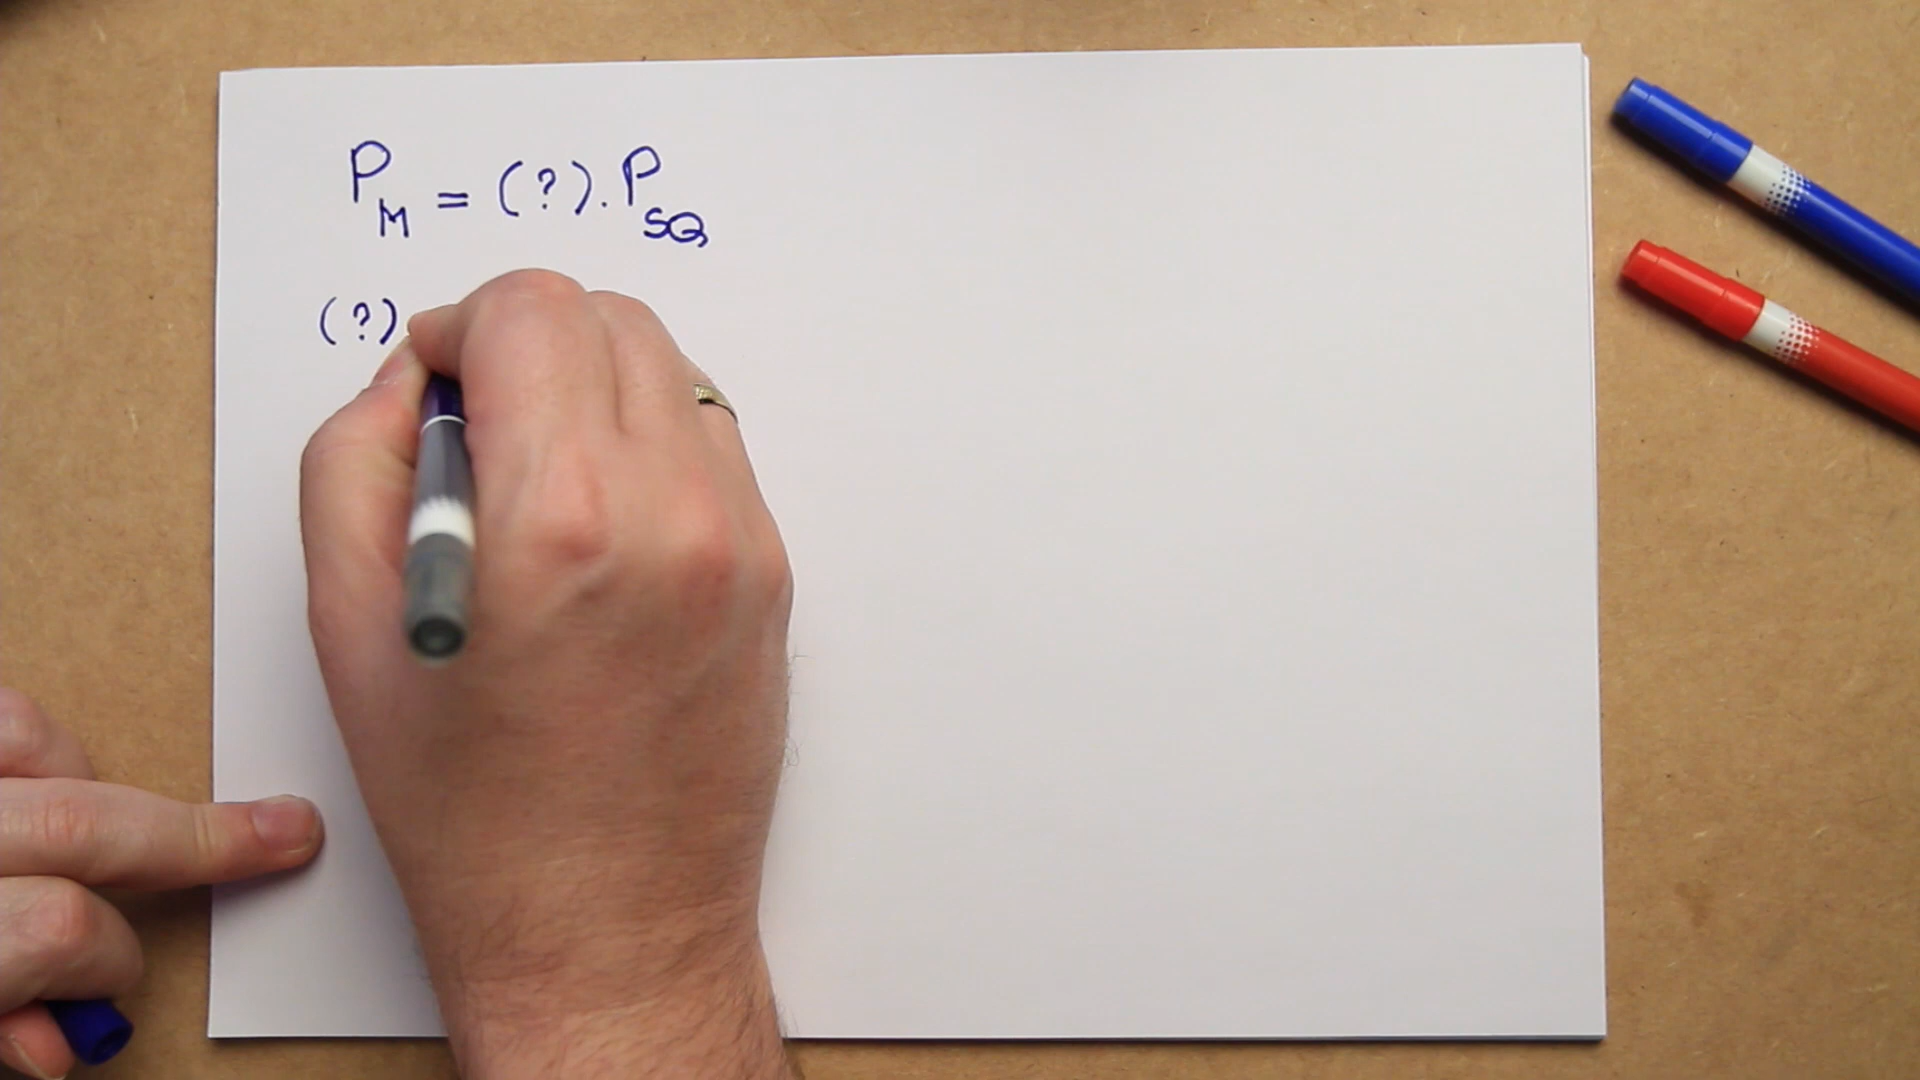 P_M = (?) . P_SQ
(?)